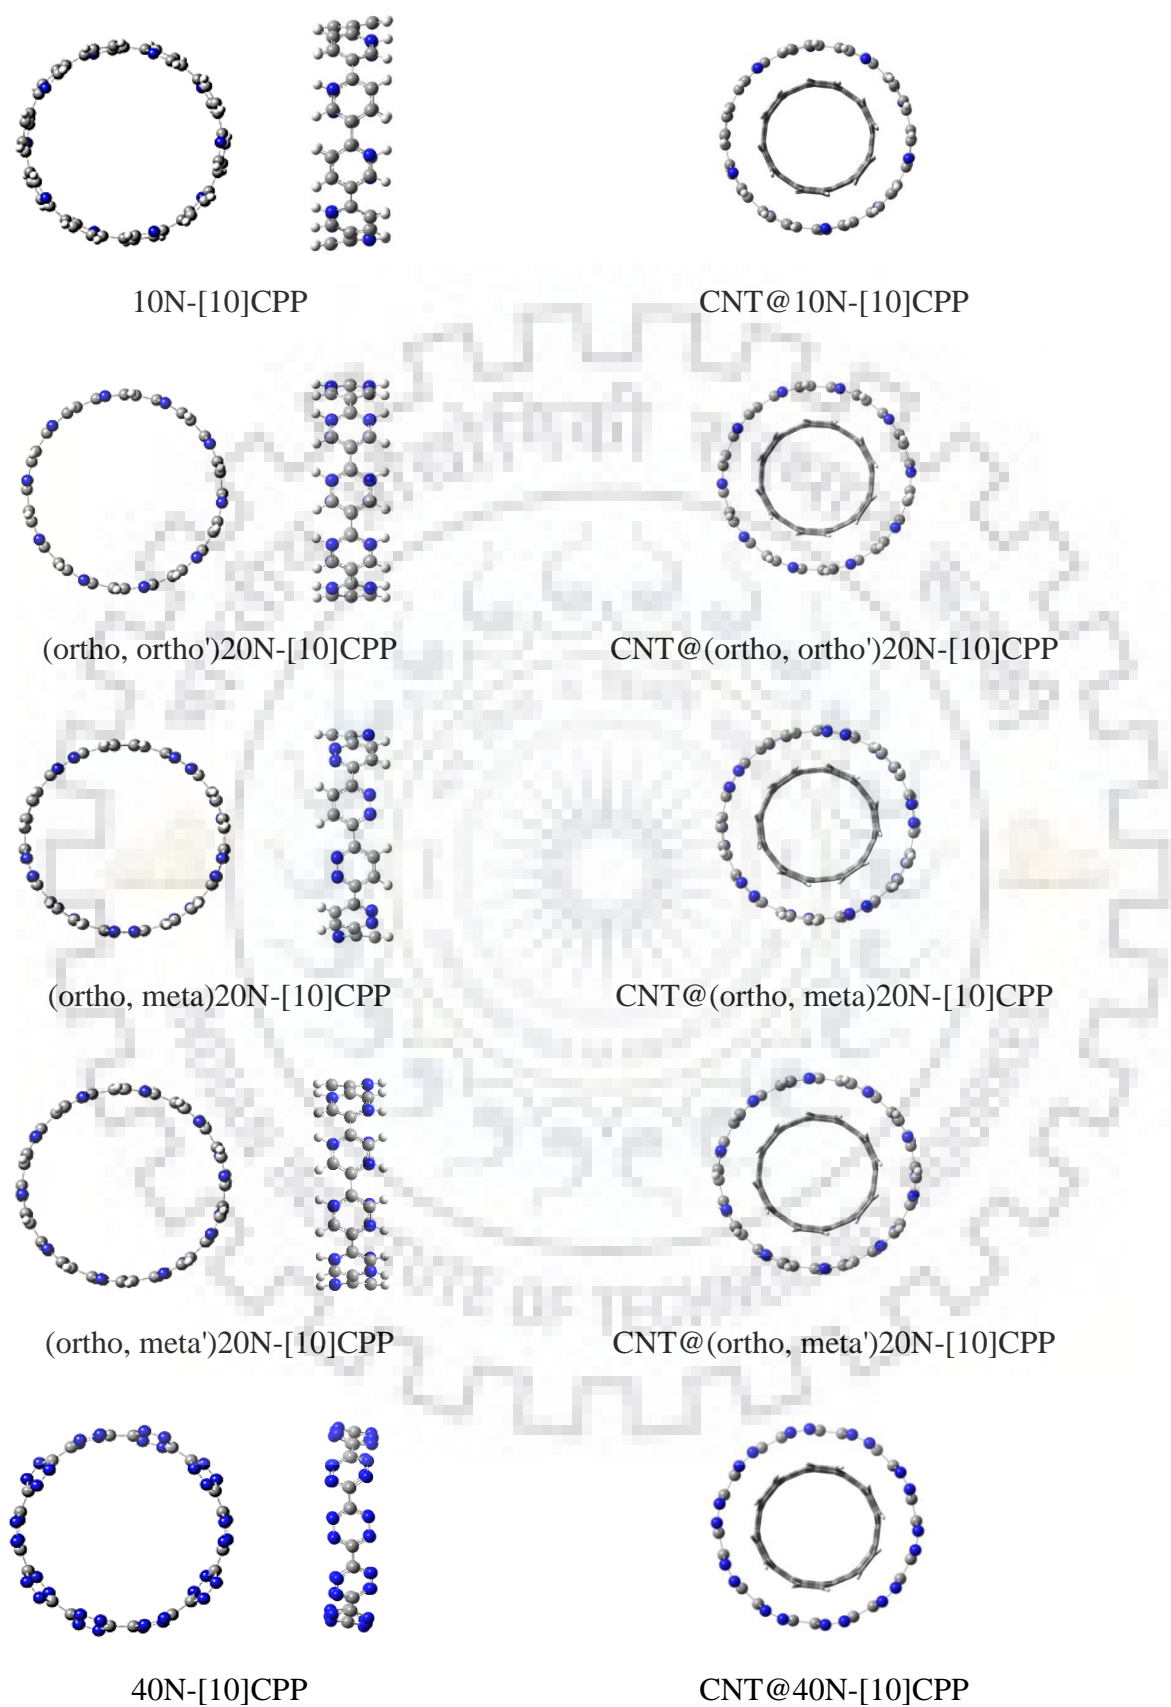 10N-[10]CPP CNT@10N-[10]CPP
(ortho, ortho')20N-[10]CPP CNT@(ortho, ortho')20N-[10]CPP
(ortho, meta)20N-[10]CPP CNT@(ortho, meta)20N-[10]CPP
(ortho, meta')20N-[10]CPP CNT@(ortho, meta')20N-[10]CPP
40N-[10]CPP CNT@40N-[10]CPP